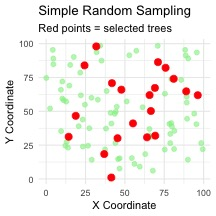 Simple Random Sampling
Red points = selected trees
100
75
50
25
0
Y Coordinate
0
25
50
75
100
X Coordinate